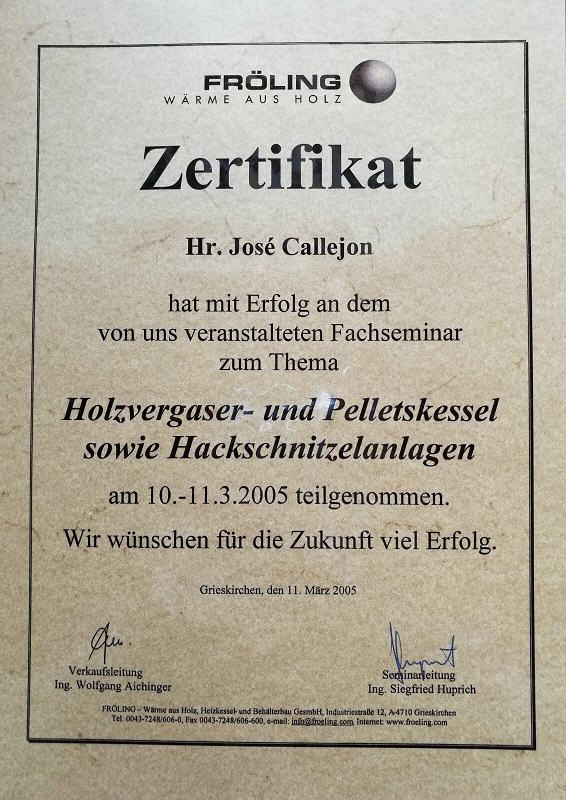 FRÖLING
WÄRME AUS HOLZ
Zertifikat
Hr. José Callejon
hat mit Erfolg an dem
von uns veranstalteten Fachseminar
zum Thema
Holzvergaser- und Pelletskessel
sowie Hackschnitzelanlagen
am 10.-11.3.2005 teilgenommen.
Wir wünschen für die Zukunft viel Erfolg.
Grieskirchen, den 11. März 2005
Verkaufsleitung
Ing. Wolfgang Aichinger
Seminarleitung
Ing. Siegfried Huprich
FRÖLING – Wärme aus Holz, Heizkessel und Behälterbau GesmbH, Industriestraße 12, A-4710 Grieskirchen
Tel. 0043-7248/606-0, Fax 0043-7248/606-600, e-mail: info@froeling.com, Internet: www.froeling.com